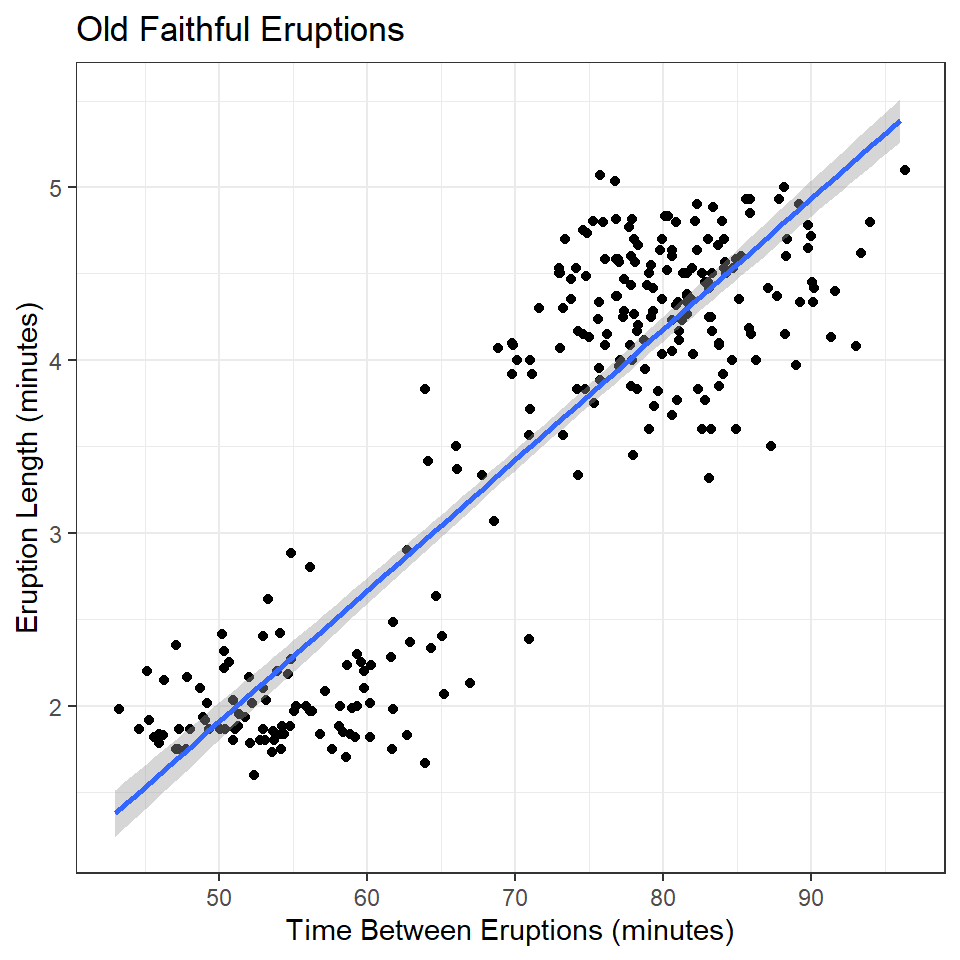 Old Faithful Eruptions
5
4
3
2
Eruption Length (minutes)
50 60 70 80 90
Time Between Eruptions (minutes)